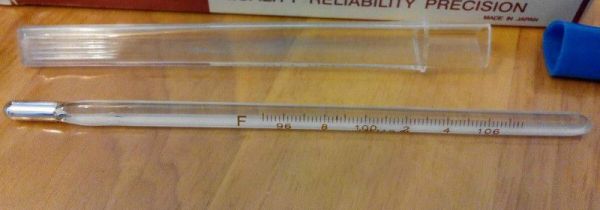 RELIABILITY PRECISION
MADE IN JAPAN
F 96 8 100 2 4 106